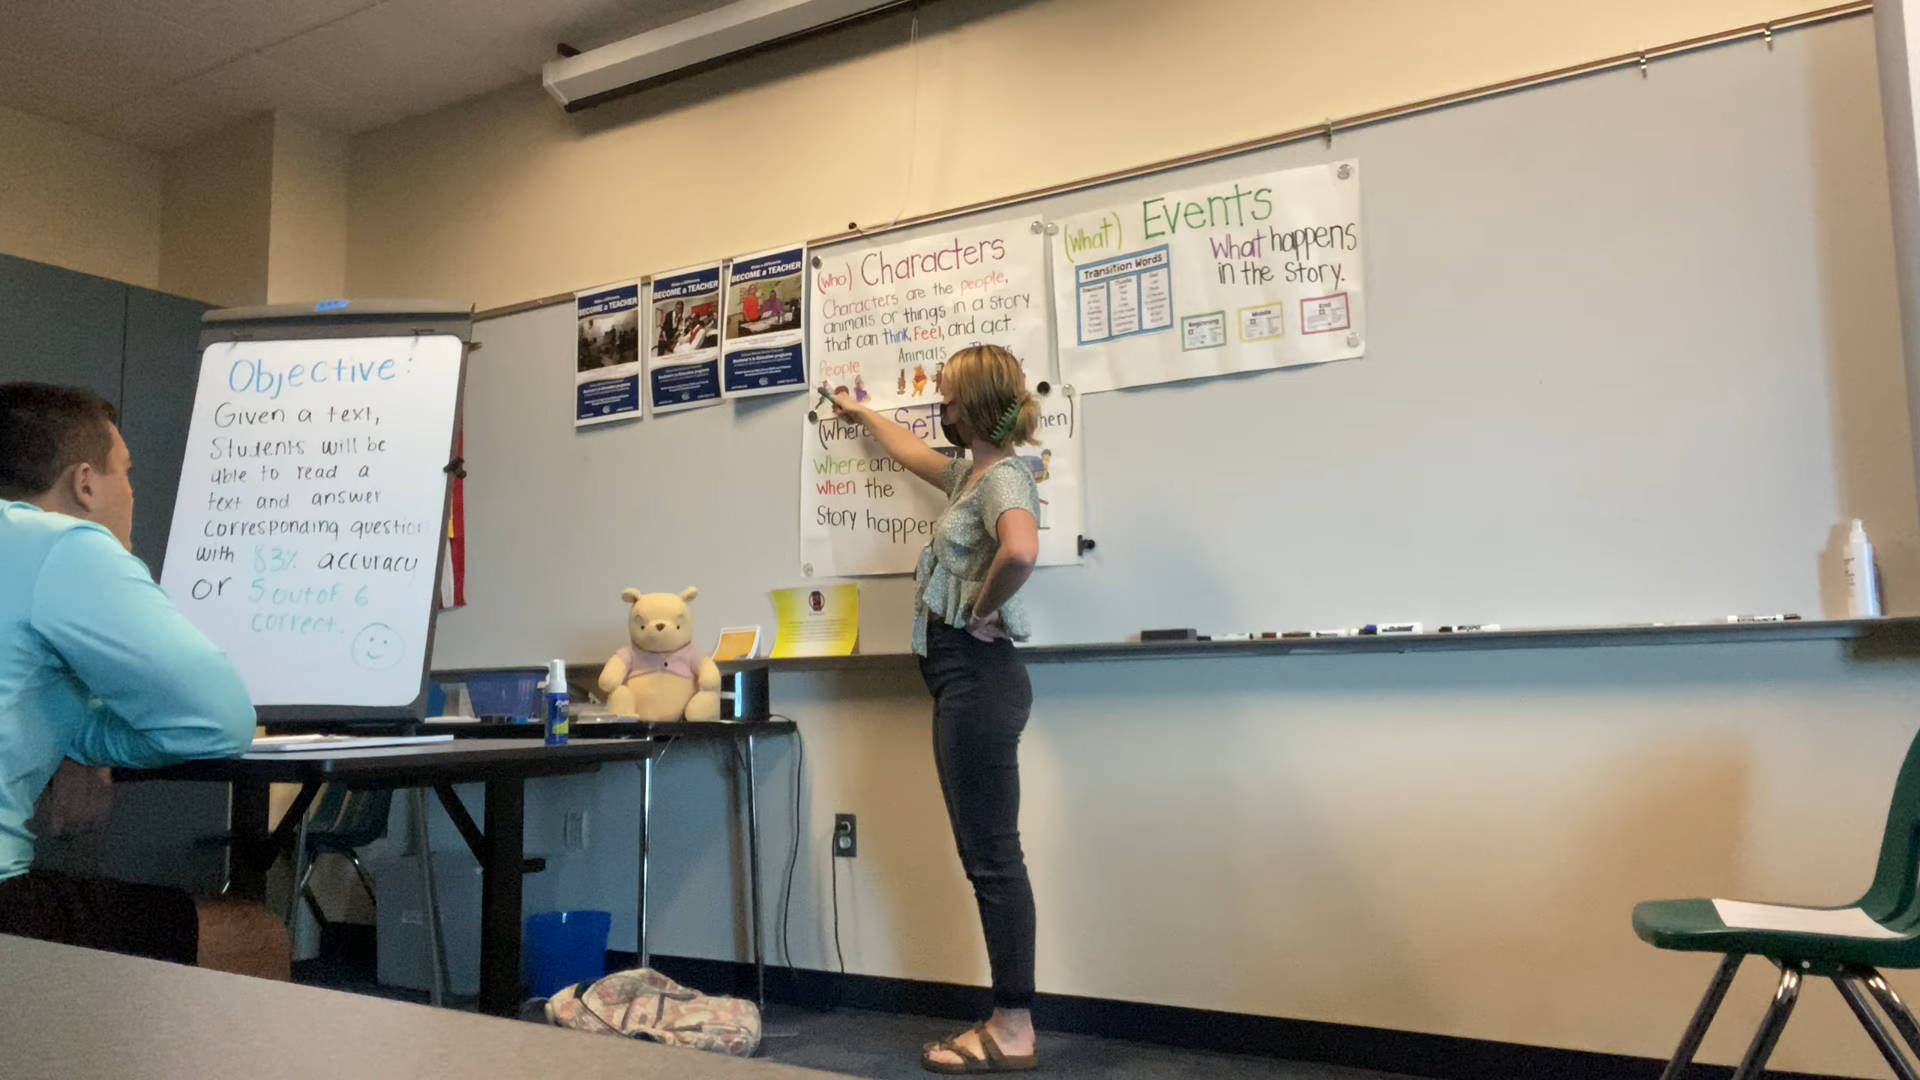 Objective:
Given a text,
Students will be
able to read a
text and answer
corresponding question
with 83% accuracy
or 5 out of 6
correct.
BECOME a TEACHER
BECOME a TEACHER
BECOME a TEACHER
(Who) Characters
Characters are the people,
animals or things in a story
that can think, Feel, and act.
People Animals
(Where Set hen)
Where and
when the
Story happen
(What) Events
What happens
in the Story.
Transition Words
Beginning
Middle
End